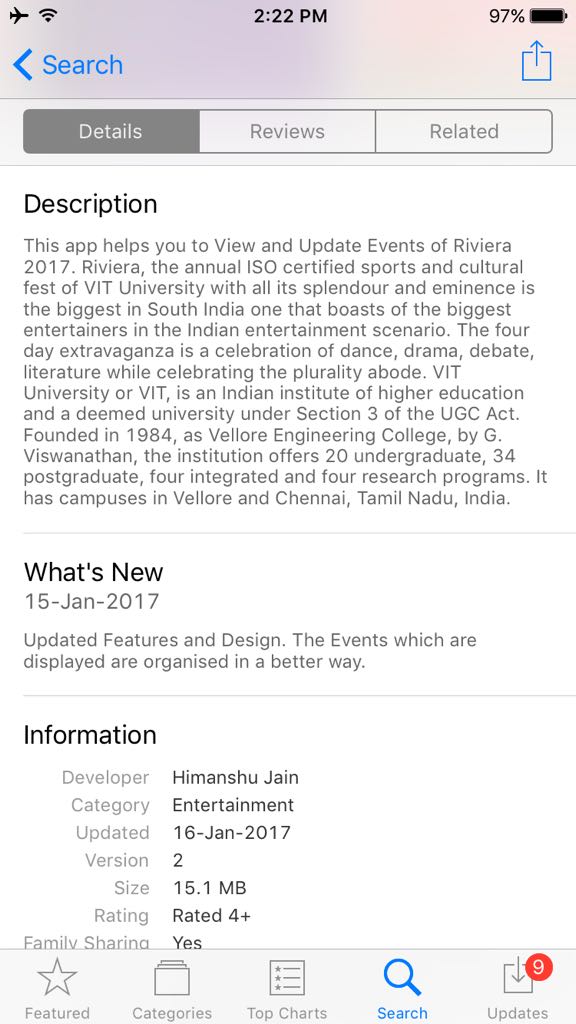 2:22 PM
97%
Search
Details
Reviews
Related
Description
This app helps you to View and Update Events of Riviera
2017. Riviera, the annual ISO certified sports and cultural
fest of VIT University with all its splendour and eminence is
the biggest in South India one that boasts of the biggest
entertainers in the Indian entertainment scenario. The four
day extravaganza is a celebration of dance, drama, debate,
literature while celebrating the plurality abode. VIT
University or VIT, is an Indian institute of higher education
and a deemed university under Section 3 of the UGC Act.
Founded in 1984, as Vellore Engineering College, by G.
Viswanathan, the institution offers 20 undergraduate, 34
postgraduate, four integrated and four research programs. It
has campuses in Vellore and Chennai, Tamil Nadu, India.
What's New
15-Jan-2017
Updated Features and Design. The Events which are
displayed are organised in a better way.
Information
Developer Himanshu Jain
Category Entertainment
Updated 16-Jan-2017
Version 2
Size 15.1 MB
Rating Rated 4+
Family Sharing Yes
9
Featured
Categories
Top Charts
Search
Updates